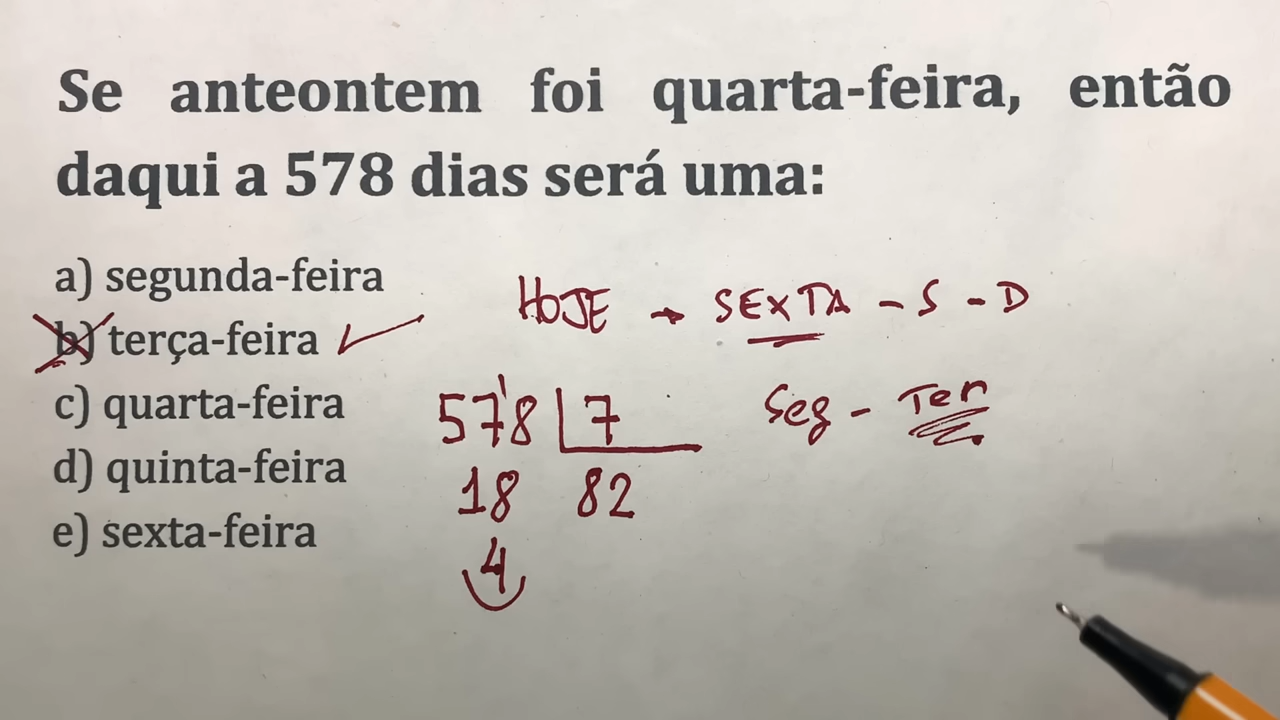 Se anteontem foi quarta-feira, então
daqui a 578 dias será uma:
a) segunda-feira
b) terça-feira
c) quarta-feira
d) quinta-feira
e) sexta-feira
HOJE → SEXTA - S - D
Seg - Ter
578 7
18 82
4